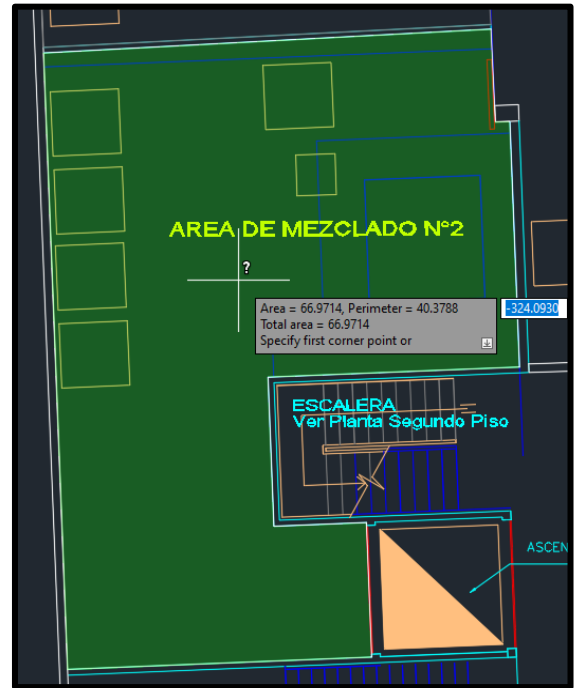 AREA DE MEZCLADO N°2
?
Area = 66.9714, Perimeter = 40.3788
Total area = 66.9714
Specify first corner point or
-324.0930
ESCALERA
Ver Planta Segundo Piso
ASCEN